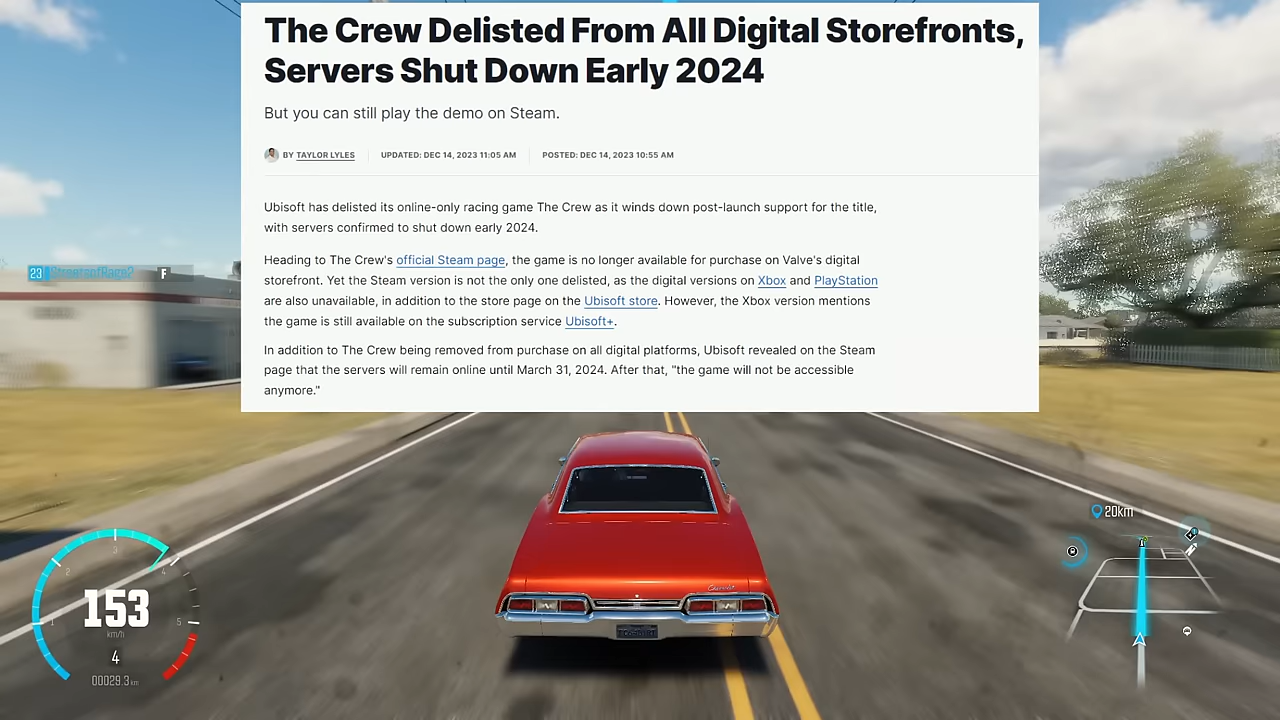 The Crew Delisted From All Digital Storefronts,
Servers Shut Down Early 2024
But you can still play the demo on Steam.
BY TAYLOR LYLES UPDATED: DEC 14, 2023 11:05 AM POSTED: DEC 14, 2023 10:55 AM
Ubisoft has delisted its online-only racing game The Crew as it winds down post-launch support for the title,
with servers confirmed to shut down early 2024.
Heading to The Crew's official Steam page, the game is no longer available for purchase on Valve's digital
storefront. Yet the Steam version is not the only one delisted, as the digital versions on Xbox and PlayStation
are also unavailable, in addition to the store page on the Ubisoft store. However, the Xbox version mentions
the game is still available on the subscription service Ubisoft+.
In addition to The Crew being removed from purchase on all digital platforms, Ubisoft revealed on the Steam
page that the servers will remain online until March 31, 2024. After that, "the game will not be accessible
anymore."
23 StreetsofRage2 F
20km
1 2 3 4 5
153
km/h
4
00029.3 km
Chevrolet